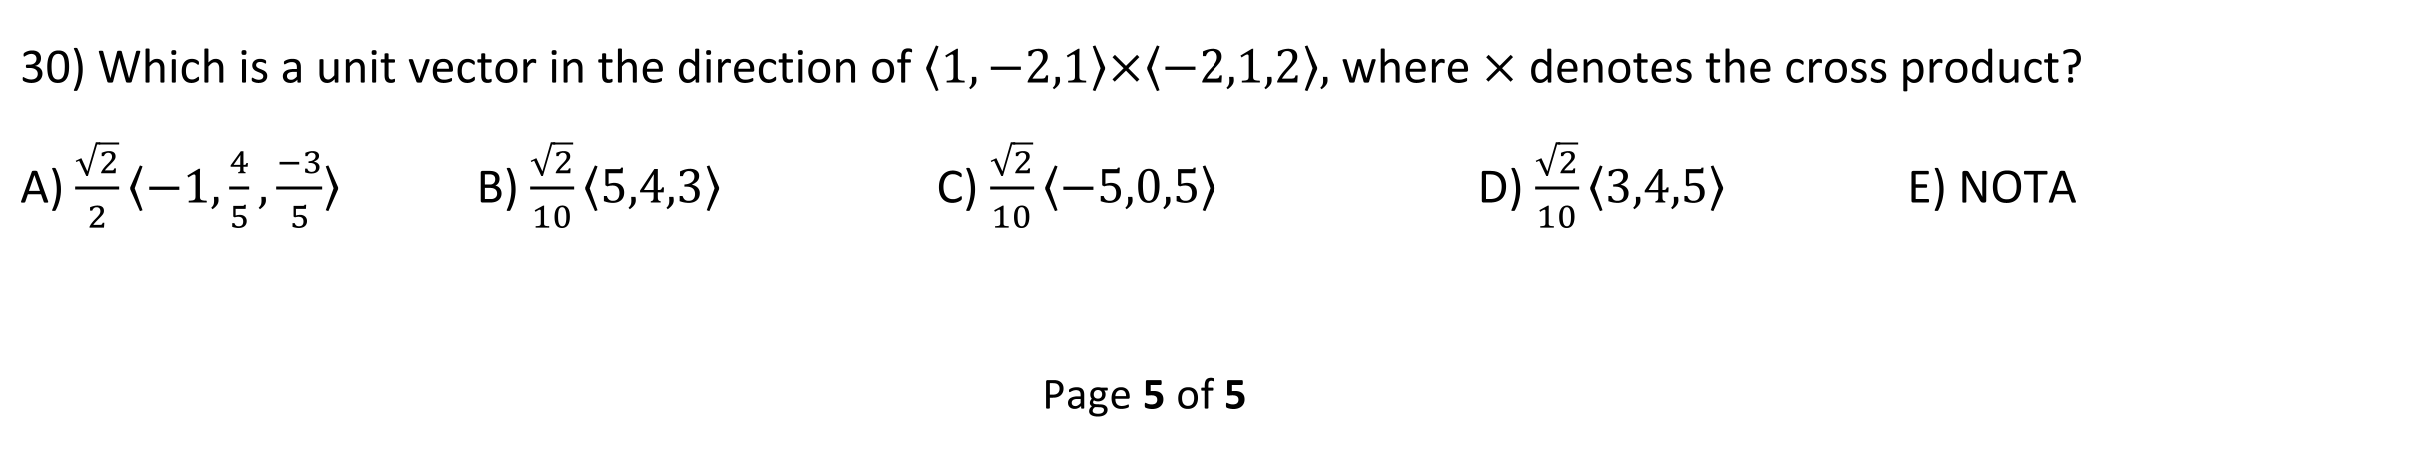 30) Which is a unit vector in the direction of ⟨1, −2,1⟩×⟨−2,1,2⟩, where × denotes the cross product?
A) √2/2 ⟨−1, 4/5, −3/5⟩ B) √2/10 ⟨5,4,3⟩ C) √2/10 ⟨−5,0,5⟩ D) √2/10 ⟨3,4,5⟩ E) NOTA
Page 5 of 5